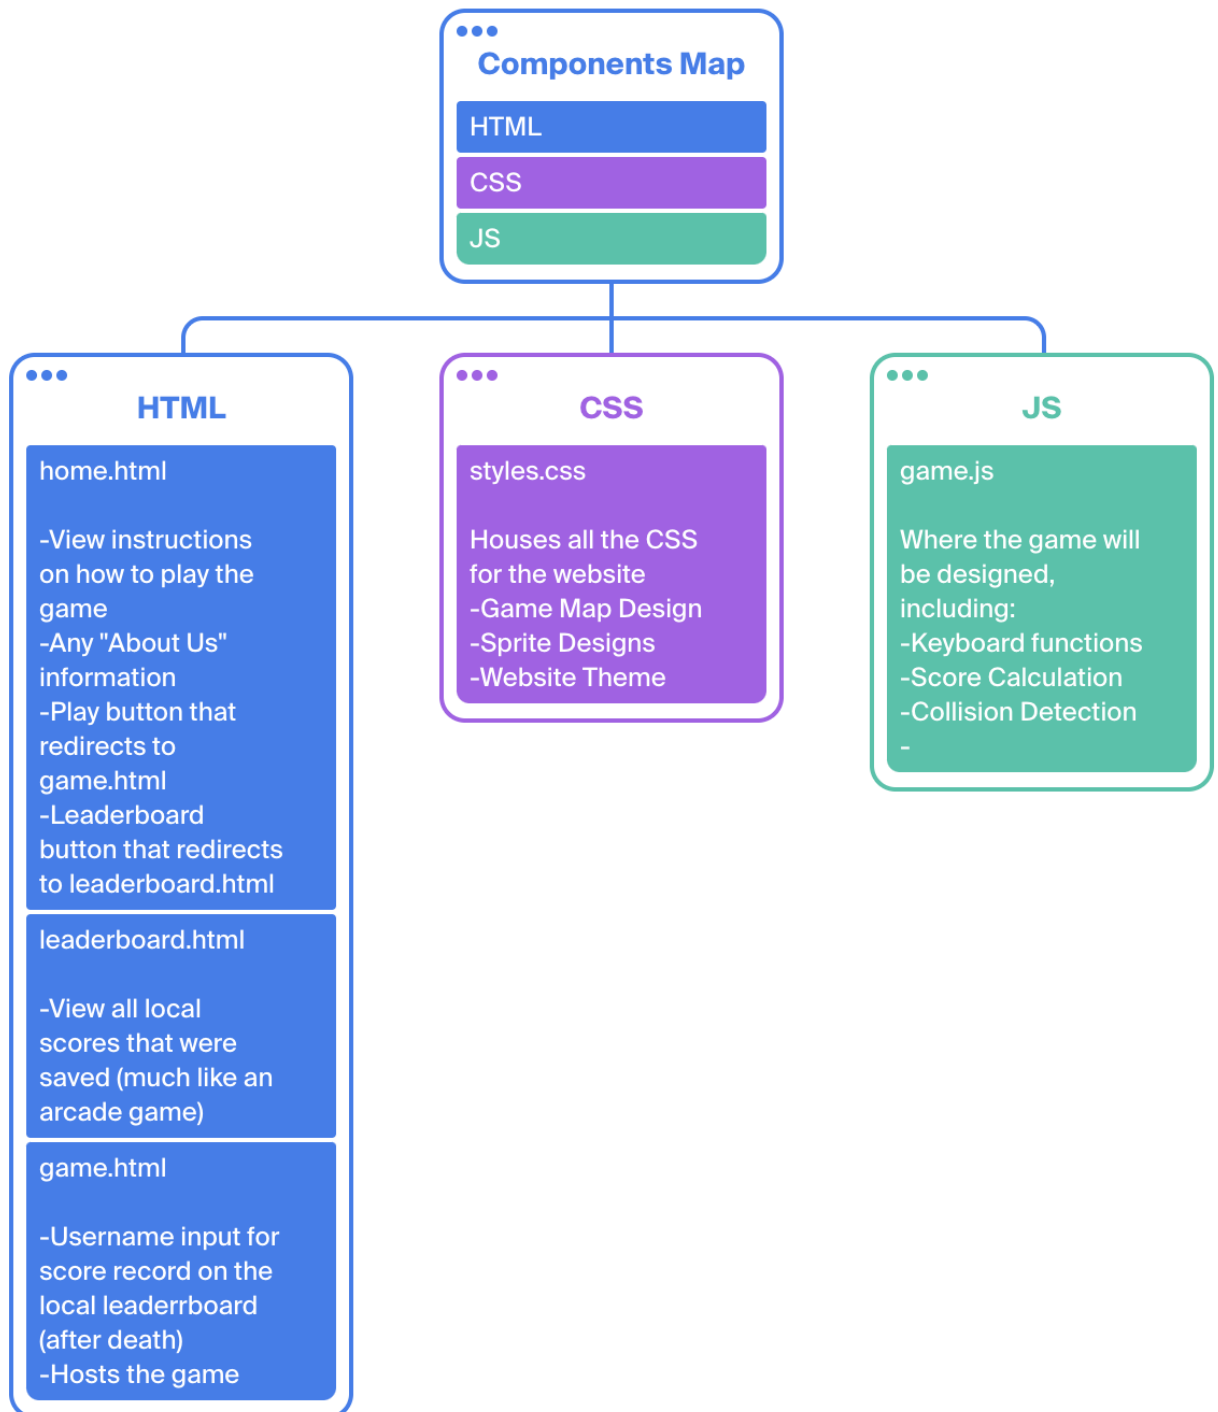 Components Map
HTML
CSS
JS
HTML
home.html
-View instructions
on how to play the
game
-Any "About Us"
information
-Play button that
redirects to
game.html
-Leaderboard
button that redirects
to leaderboard.html
leaderboard.html
-View all local
scores that were
saved (much like an
arcade game)
game.html
-Username input for
score record on the
local leaderrboard
(after death)
-Hosts the game
CSS
styles.css
Houses all the CSS
for the website
-Game Map Design
-Sprite Designs
-Website Theme
JS
game.js
Where the game will
be designed,
including:
-Keyboard functions
-Score Calculation
-Collision Detection
-